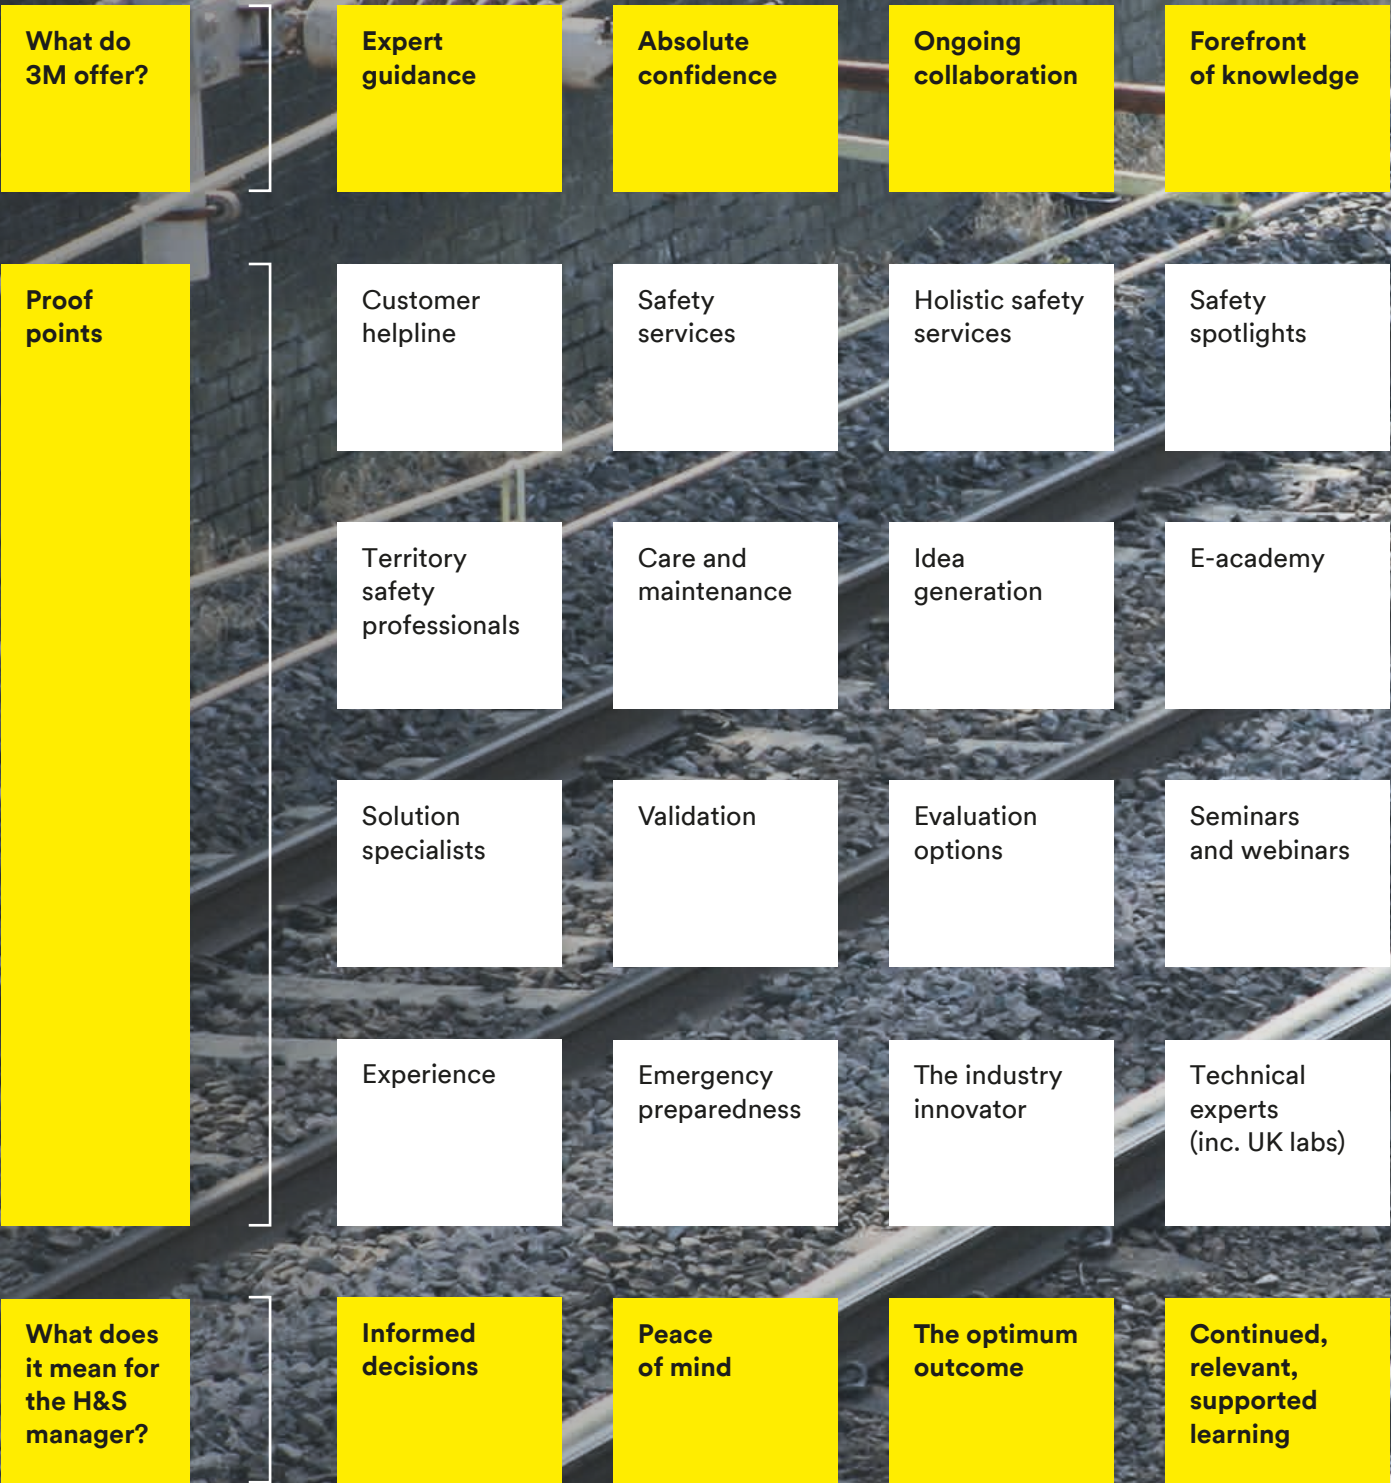 What do
3M offer?
Expert
guidance
Absolute
confidence
Ongoing
collaboration
Forefront
of knowledge
Proof
points
Customer
helpline
Safety
services
Holistic safety
services
Safety
spotlights
Territory
safety
professionals
Care and
maintenance
Idea
generation
E-academy
Solution
specialists
Validation
Evaluation
options
Seminars
and webinars
Experience
Emergency
preparedness
The industry
innovator
Technical
experts
(inc. UK labs)
What does
it mean for
the H&S
manager?
Informed
decisions
Peace
of mind
The optimum
outcome
Continued,
relevant,
supported
learning